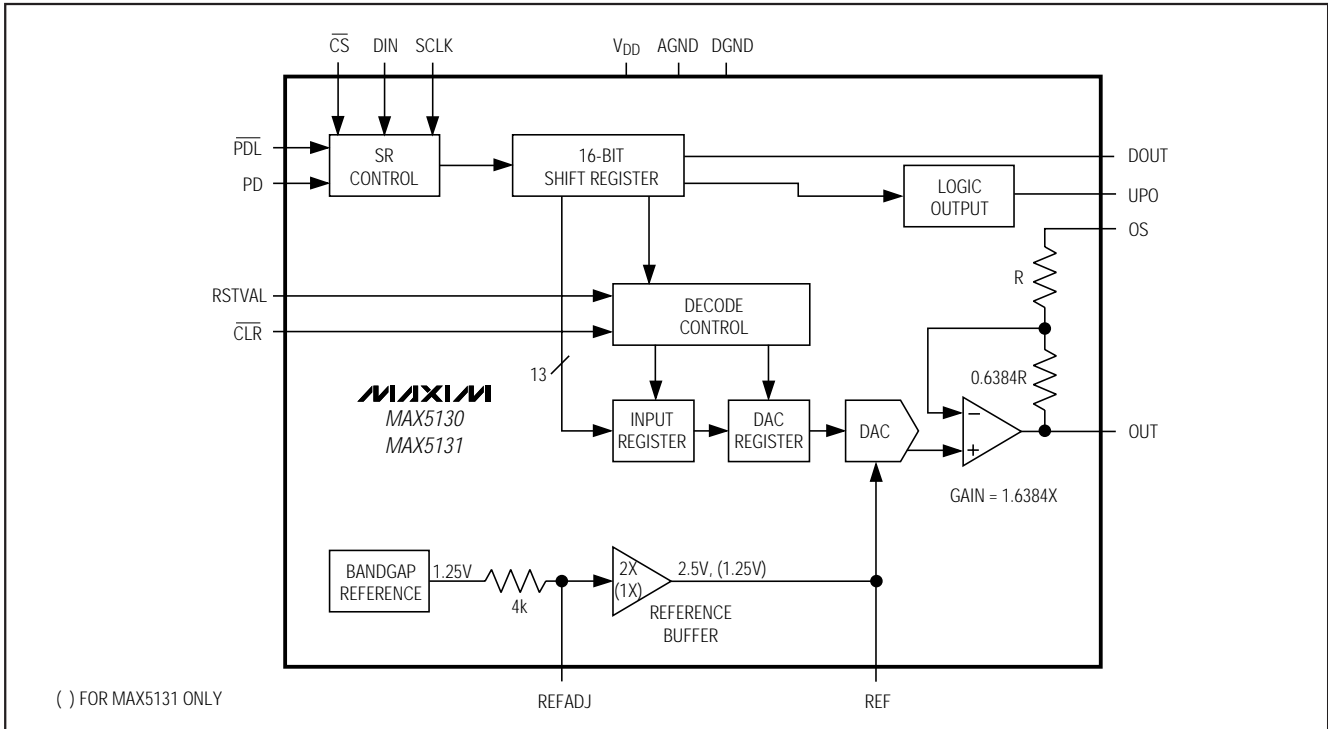 CS DIN SCLK
VDD AGND DGND
PDL
PD
SR
CONTROL
16-BIT
SHIFT REGISTER
DOUT
LOGIC
OUTPUT
UPO
OS
R
RSTVAL
CLR
DECODE
CONTROL
13
0.6384R
MAXIM
MAX5130
MAX5131
INPUT
REGISTER
DAC
REGISTER
DAC
−
+
OUT
GAIN = 1.6384X
BANDGAP
REFERENCE
1.25V
4k
2X
(1X)
2.5V, (1.25V)
REFERENCE
BUFFER
( ) FOR MAX5131 ONLY
REFADJ
REF